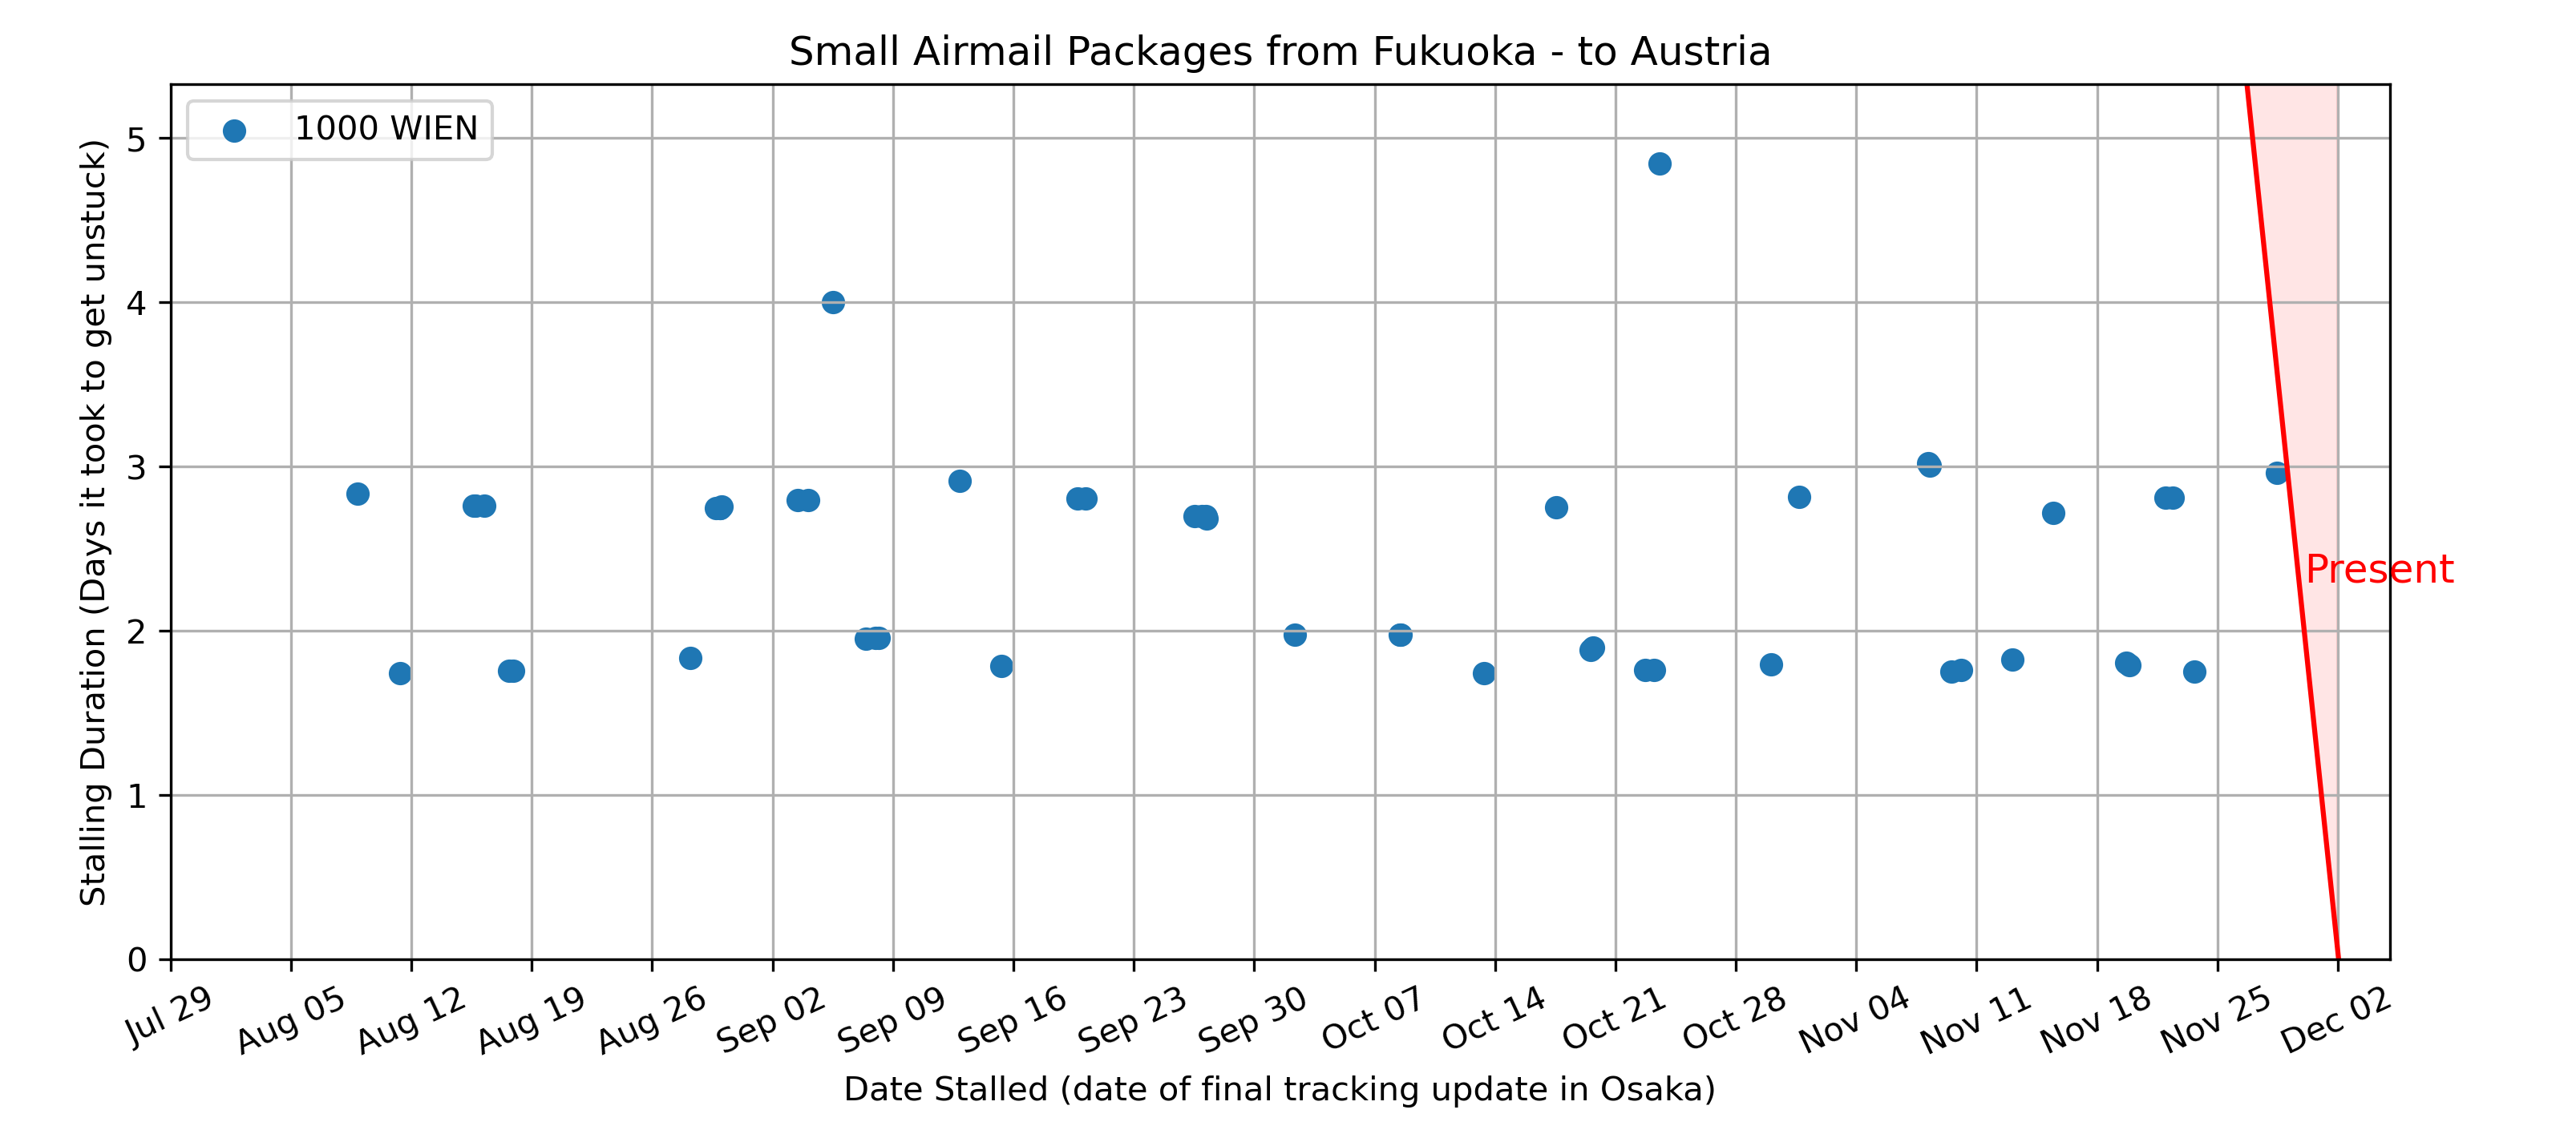 Small Airmail Packages from Fukuoka - to Austria
1000 WIEN
Stalling Duration (Days it took to get unstuck)
5
4
3
2
1
0
Present
Jul 29
Aug 05
Aug 12
Aug 19
Aug 26
Sep 02
Sep 09
Sep 16
Sep 23
Sep 30
Oct 07
Oct 14
Oct 21
Oct 28
Nov 04
Nov 11
Nov 18
Nov 25
Dec 02
Date Stalled (date of final tracking update in Osaka)